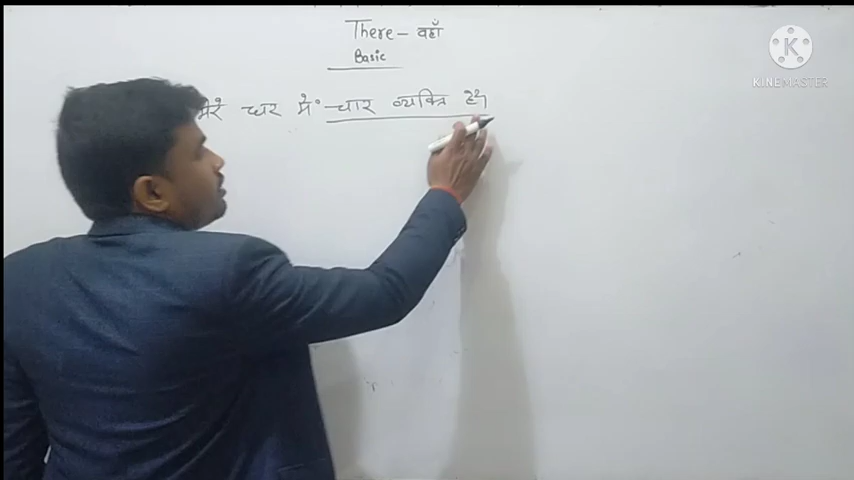 There – वहाँ
Basic
मेरे घर में चार व्यक्ति हैं
KINEMASTER